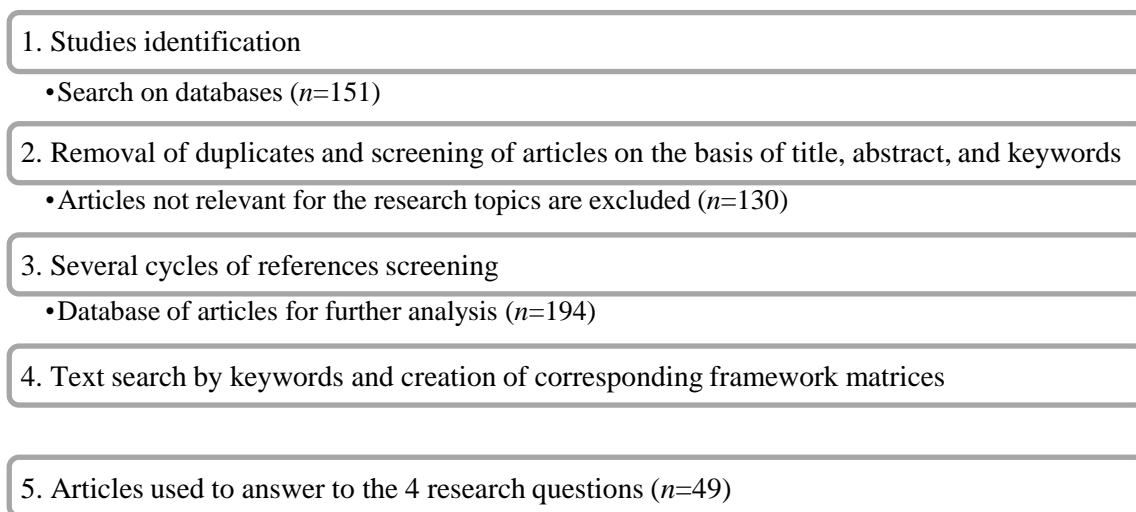 1. Studies identification
•Search on databases (n=151)
2. Removal of duplicates and screening of articles on the basis of title, abstract, and keywords
•Articles not relevant for the research topics are excluded (n=130)
3. Several cycles of references screening
•Database of articles for further analysis (n=194)
4. Text search by keywords and creation of corresponding framework matrices
5. Articles used to answer to the 4 research questions (n=49)